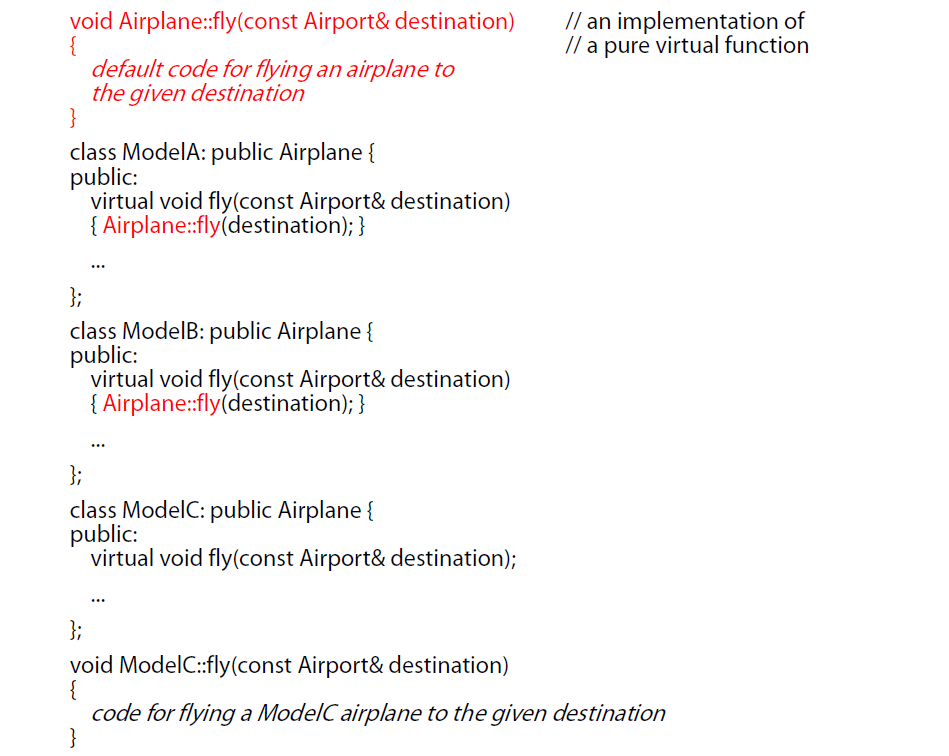 void Airplane::fly(const Airport& destination) // an implementation of
{ // a pure virtual function
default code for flying an airplane to
the given destination
}
class ModelA: public Airplane {
public:
virtual void fly(const Airport& destination)
{ Airplane::fly(destination); }
...
};
class ModelB: public Airplane {
public:
virtual void fly(const Airport& destination)
{ Airplane::fly(destination); }
...
};
class ModelC: public Airplane {
public:
virtual void fly(const Airport& destination);
...
};
void ModelC::fly(const Airport& destination)
{
code for flying a ModelC airplane to the given destination
}